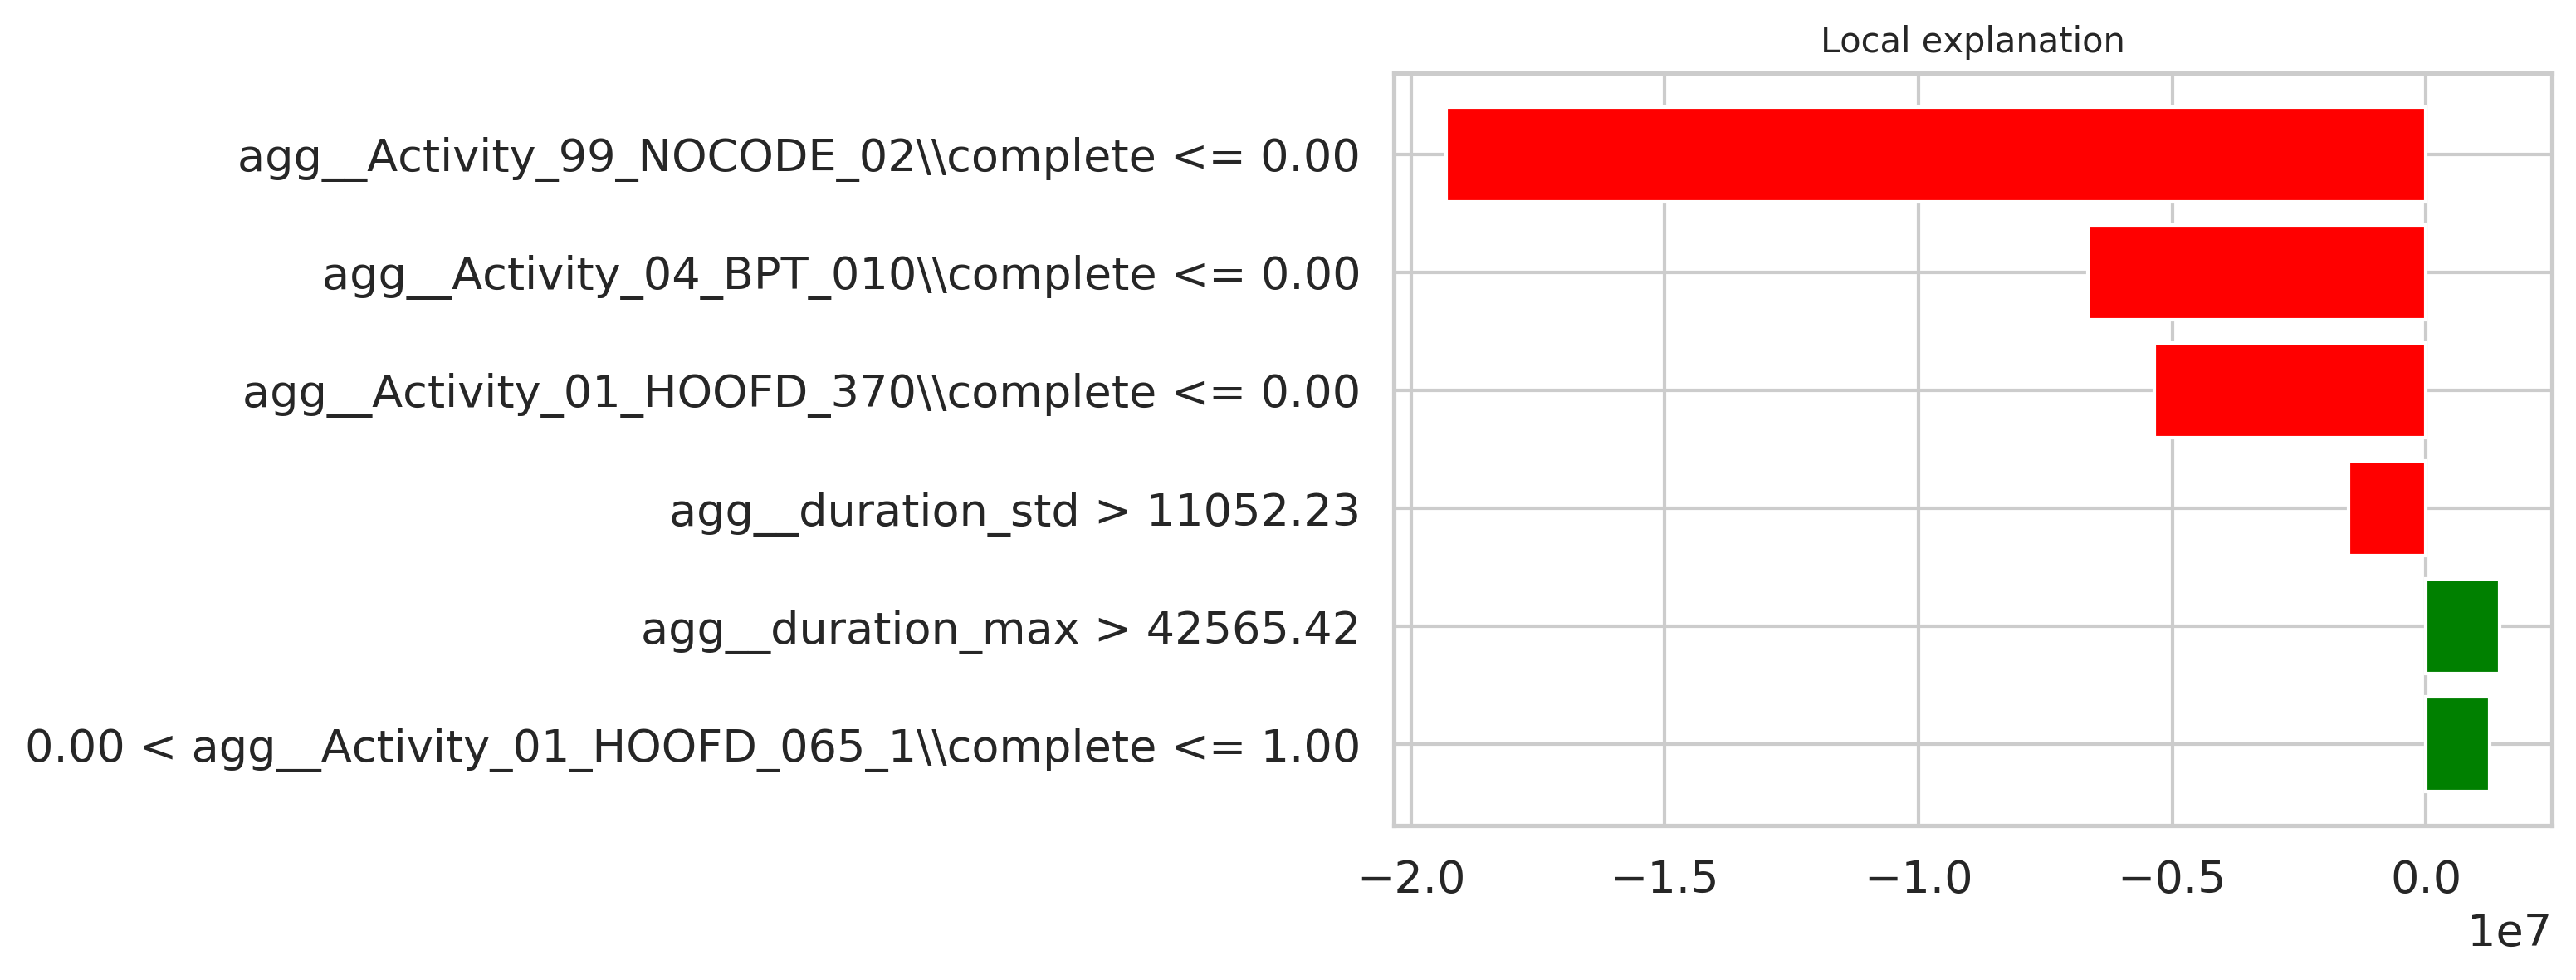 Local explanation
agg__Activity_99_NOCODE_02\\complete <= 0.00
agg__Activity_04_BPT_010\\complete <= 0.00
agg__Activity_01_HOOFD_370\\complete <= 0.00
agg__duration_std > 11052.23
agg__duration_max > 42565.42
0.00 < agg__Activity_01_HOOFD_065_1\\complete <= 1.00
−2.0 −1.5 −1.0 −0.5 0.0
1e7